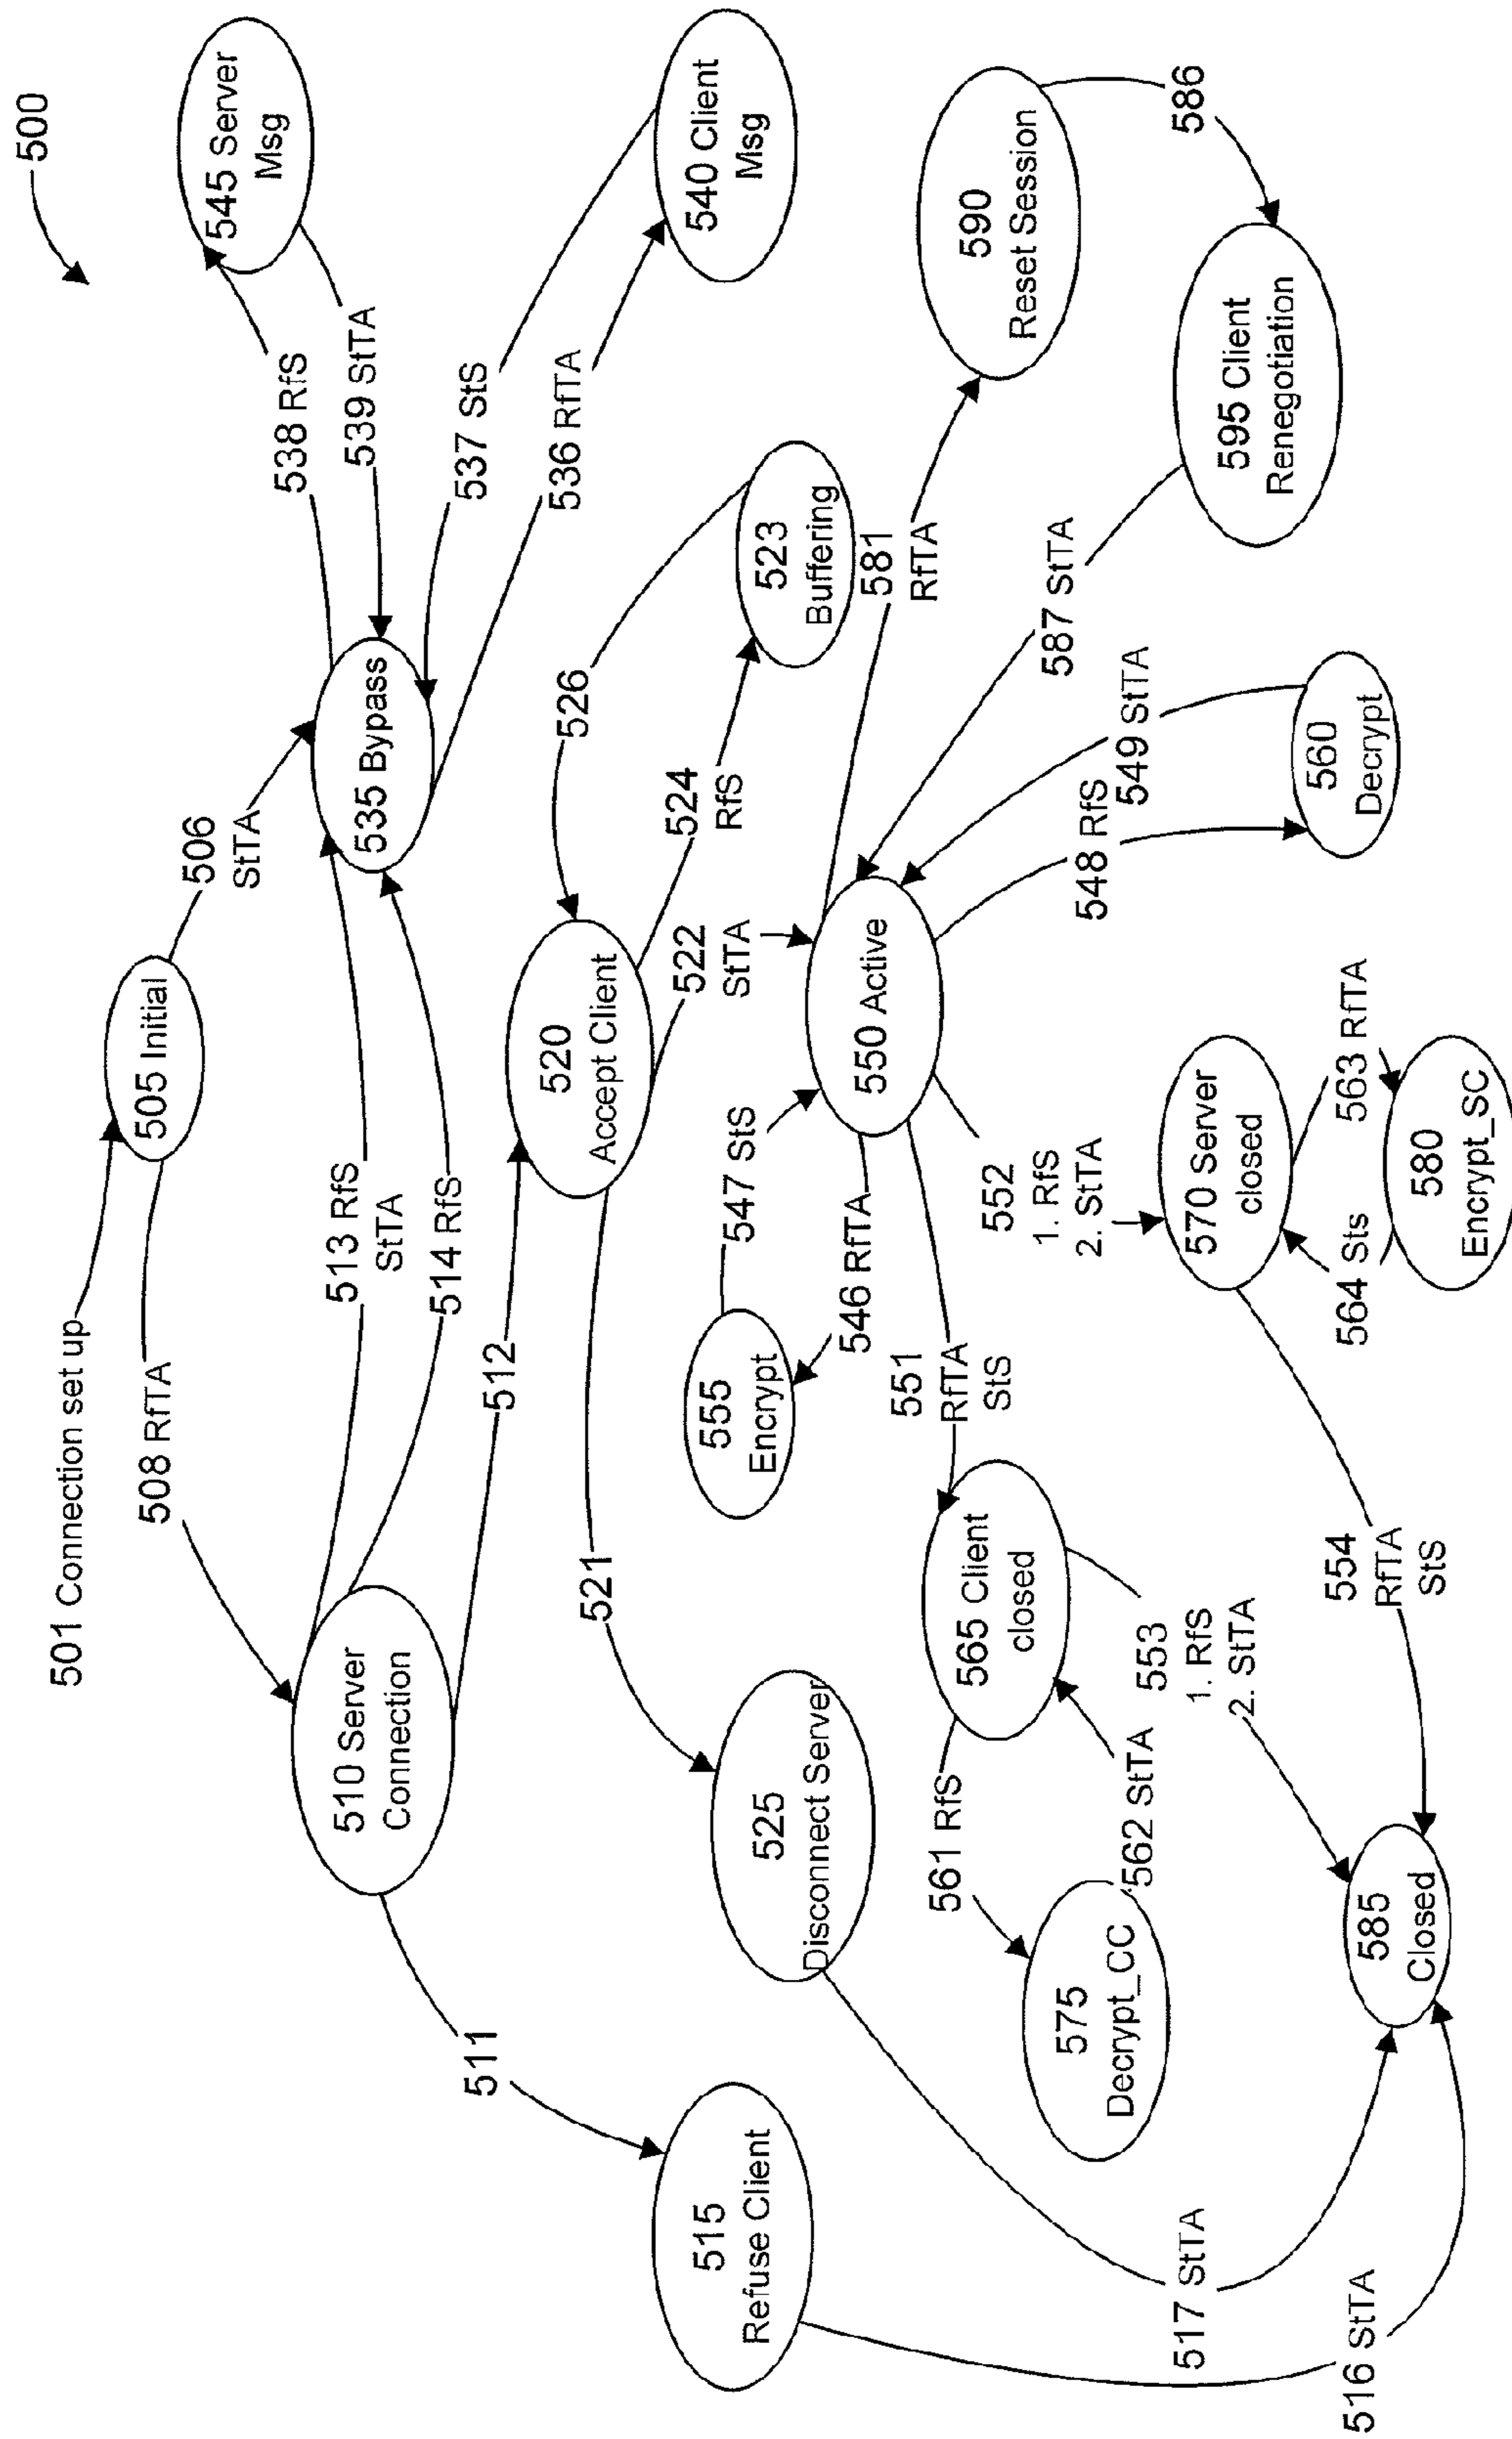 500
501 Connection set up
505 Initial
506
StTA
508 RfTA
510 Server
Connection
513 RfS
StTA
514 RfS
512
511
535 Bypass
538 RfS
539 StTA
537 StS
536 RfTA
545 Server
Msg
540 Client
Msg
515
Refuse Client
525
Disconnect Server
521
520
Accept Client
526
524
RfS
523
Buffering
522
StTA
555
Encrypt
547 StS
546 RfTA
550 Active
581
RfTA
590
Reset Session
586
595 Client
Renegotiation
587 StTA
549 StTA
548 RfS
560
Decrypt
551
RfTA
StS
552
1. RfS
2. StTA
565 Client
closed
561 RfS
562 StTA
575
Decrypt_CC
553
1. RfS
2. StTA
570 Server
closed
563 RfTA
564 Sts
580
Encrypt_SC
554
RfTA
StS
585
Closed
517 StTA
516 StTA